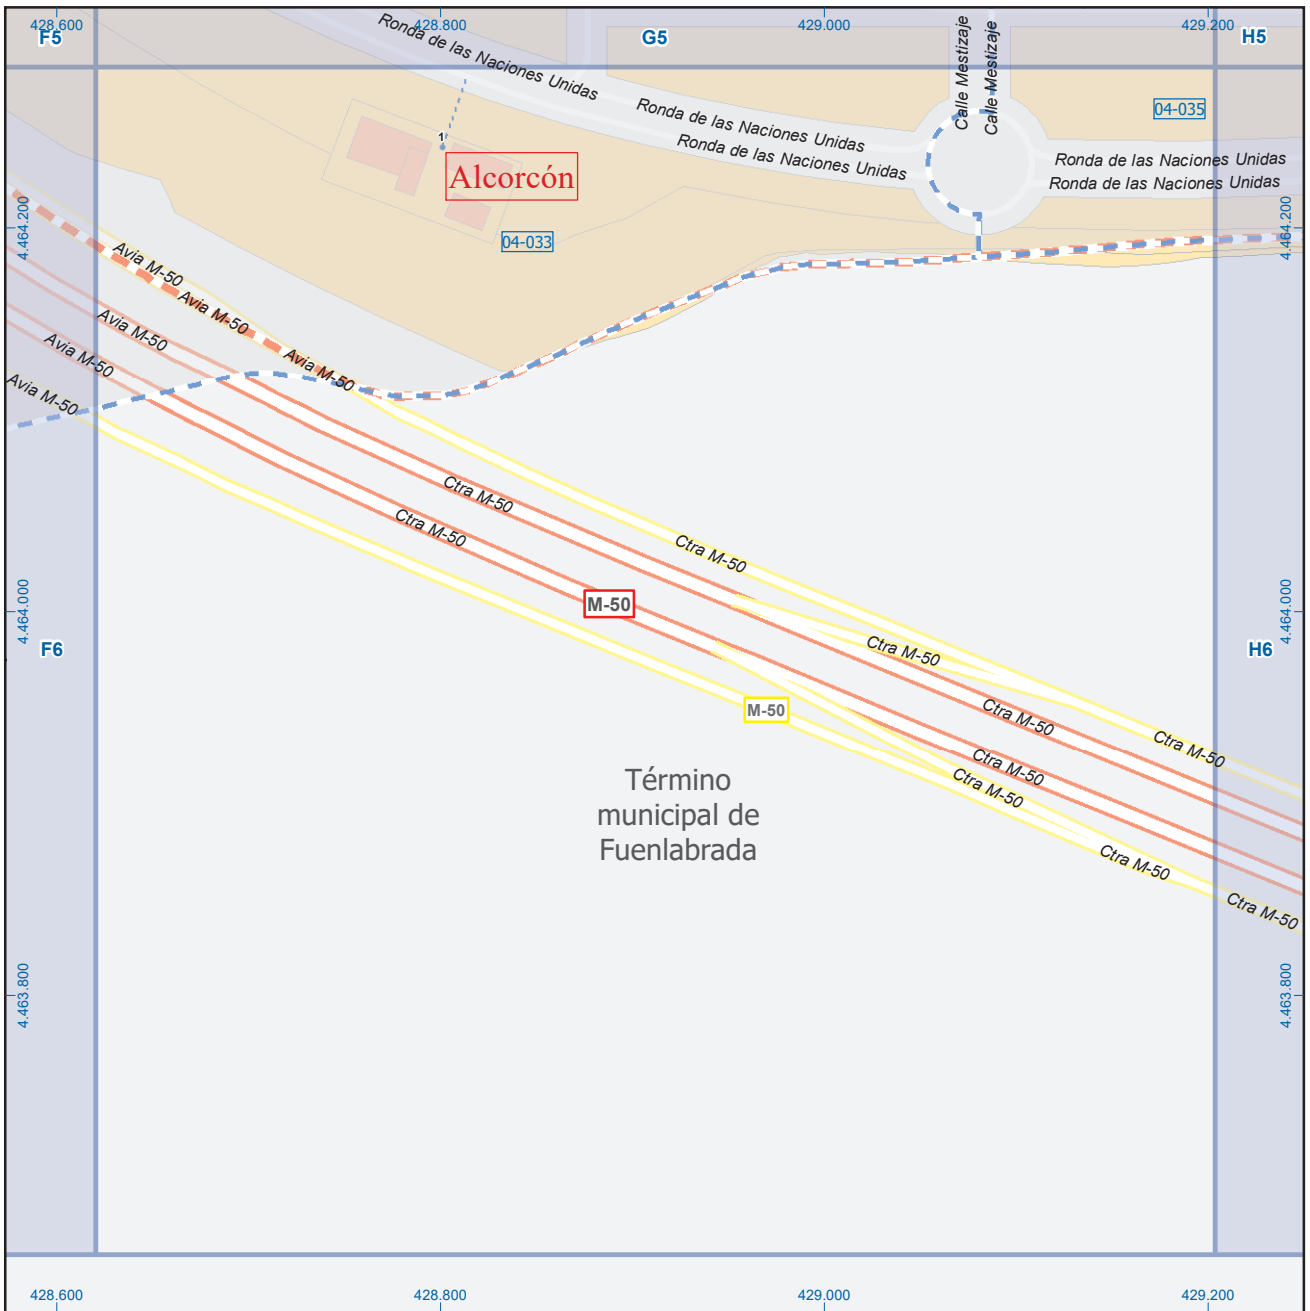 428.600
428.800
429.000
429.200
F5
G5
H5
Ronda de las Naciones Unidas
Calle Mestizaje
Calle Mestizaje
04-035
Ronda de las Naciones Unidas
Ronda de las Naciones Unidas
Ronda de las Naciones Unidas
Ronda de las Naciones Unidas
1
Alcorcón
04-033
4.464.200
4.464.200
Avia M-50
Avia M-50
Avia M-50
Avia M-50
Avia M-50
Avia M-50
Ctra M-50
Ctra M-50
Ctra M-50
4.464.000
4.464.000
M-50
F6
H6
Ctra M-50
M-50
Ctra M-50
Ctra M-50
Ctra M-50
Ctra M-50
Término
municipal de
Fuenlabrada
Ctra M-50
Ctra M-50
4.463.800
4.463.800
428.600
428.800
429.000
429.200